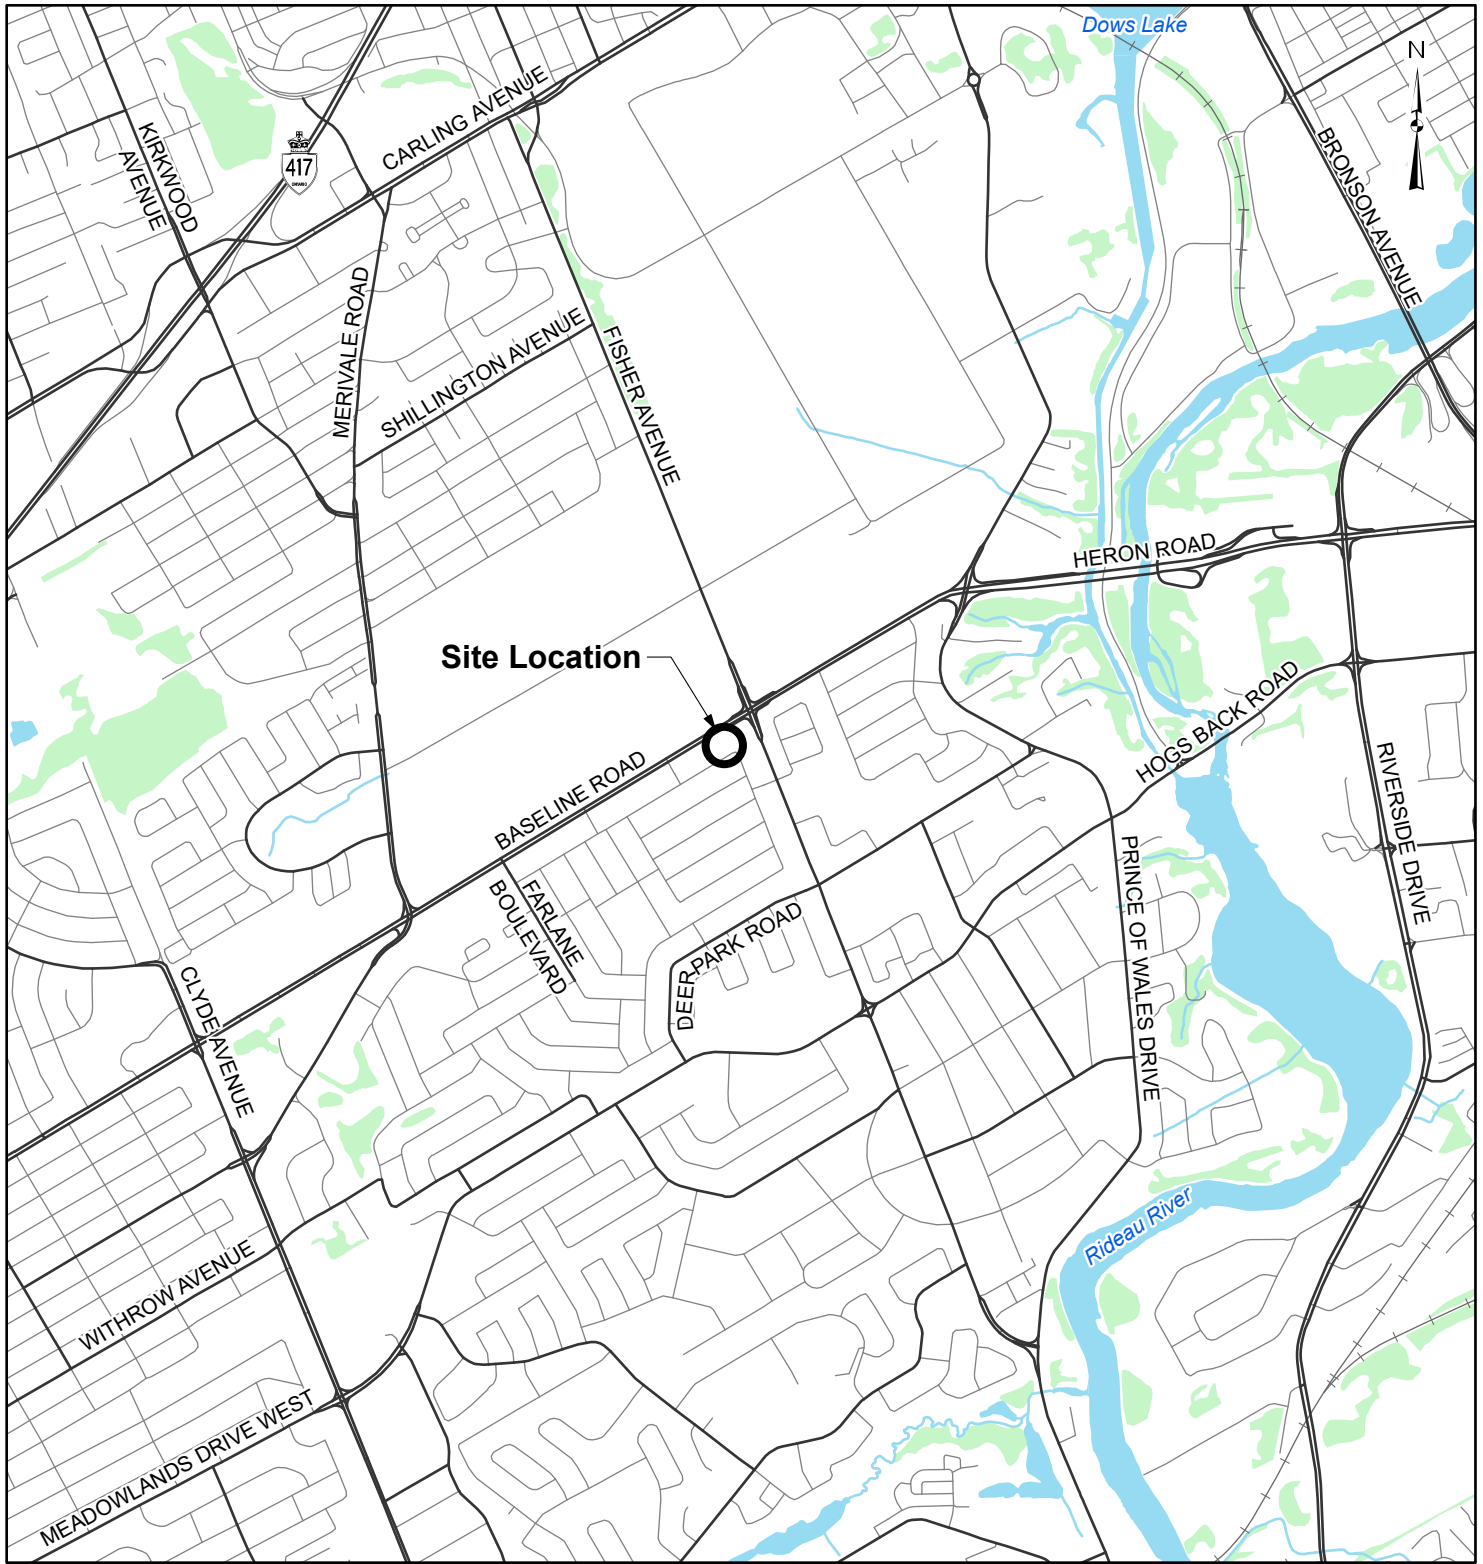 Dows Lake
N
CARLING AVENUE
KIRKWOOD
AVENUE
417
ONTARIO
BRONSON AVENUE
MERIVALE ROAD
SHILLINGTON AVENUE
FISHER AVENUE
HERON ROAD
Site Location
HOGS BACK ROAD
BASELINE ROAD
RIVERSIDE DRIVE
PRINCE OF WALES DRIVE
FARLANE
BOULEVARD
DEER PARK ROAD
CLYDE AVENUE
Rideau River
WITHROW AVENUE
MEADOWLANDS DRIVE WEST